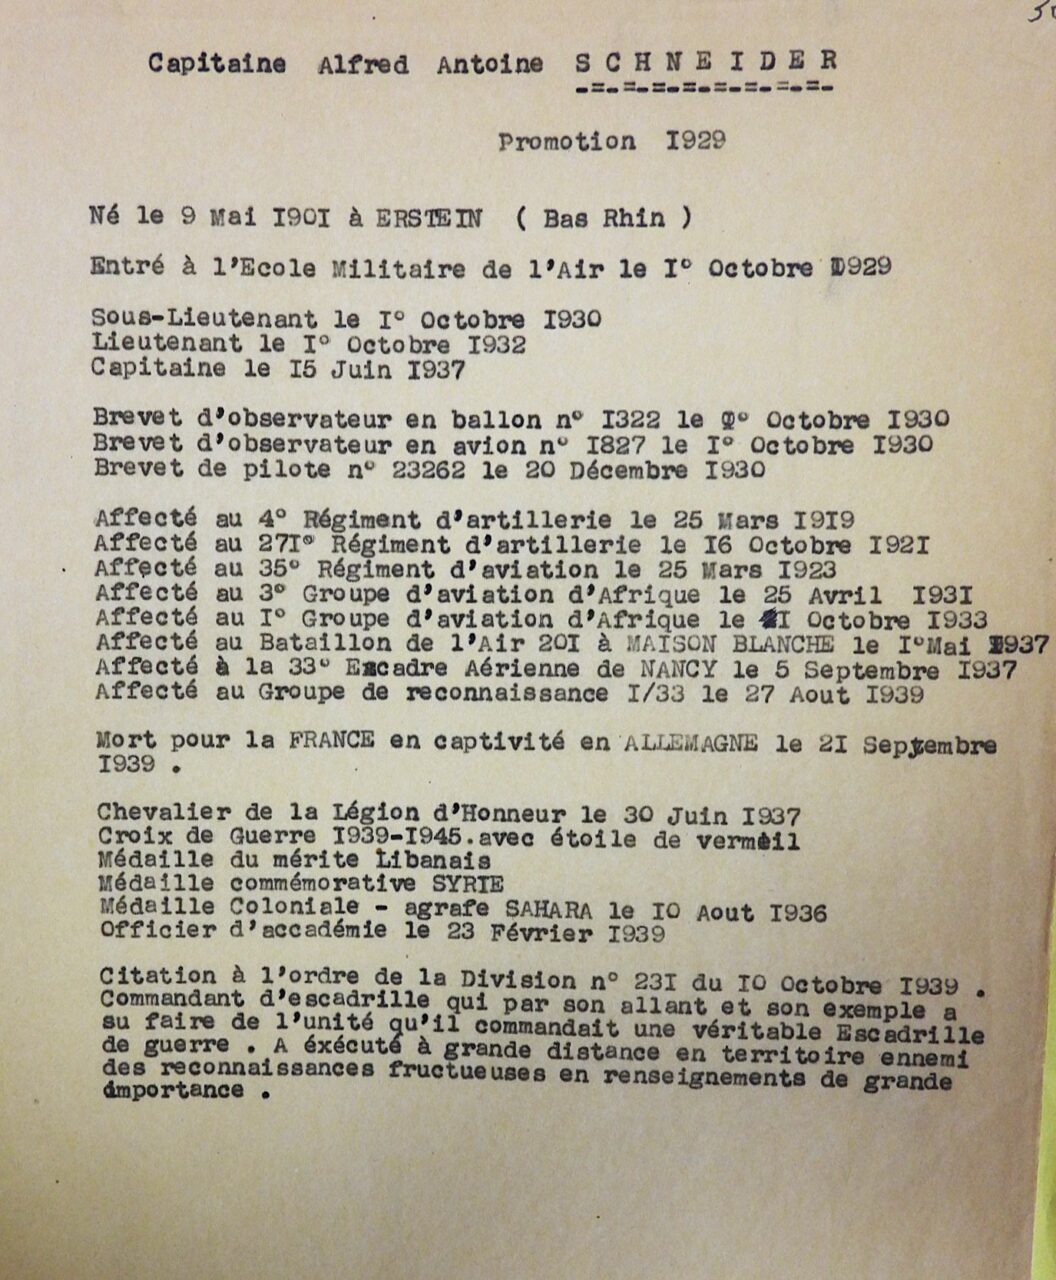 Capitaine Alfred Antoine S C H N E I D E R
-=-=-=-=-=-=-=-=-
Promotion I929
Né le 9 Mai I90I à ERSTEIN ( Bas Rhin )
Entré à l'Ecole Militaire de l'Air le I° Octobre I929
Sous-Lieutenant le I° Octobre I930
Lieutenant le I° Octobre I932
Capitaine le I5 Juin I937
Brevet d'observateur en ballon n° I322 le I° Octobre I930
Brevet d'observateur en avion n° I827 le I° Octobre I930
Brevet de pilote n° 23262 le 20 Décembre I930
Affecté au 4° Régiment d'artillerie le 25 Mars I9I9
Affecté au 27I° Régiment d'artillerie le I6 Octobre I92I
Affecté au 35° Régiment d'aviation le 25 Mars I923
Affecté au 3° Groupe d'aviation d'Afrique le 25 Avril I93I
Affecté au I° Groupe d'aviation d'Afrique le I Octobre I933
Affecté au Bataillon de l'Air 20I à MAISON BLANCHE le I°Mai I937
Affecté à la 33° Escadre Aérienne de NANCY le 5 Septembre I937
Affecté au Groupe de reconnaissance I/33 le 27 Aout I939
Mort pour la FRANCE en captivité en ALLEMAGNE le 2I Septembre
I939 .
Chevalier de la Légion d'Honneur le 30 Juin I937
Croix de Guerre I939-I945.avec étoile de vermeil
Médaille du mérite Libanais
Médaille commémorative SYRIE
Médaille Coloniale - agrafe SAHARA le IO Aout I936
Officier d'accadémie le 23 Février I939
Citation à l'ordre de la Division n° 23I du IO Octobre I939 .
Commandant d'escadrille qui par son allant et son exemple a
su faire de l'unité qu'il commandait une véritable Escadrille
de guerre . A éxécuté à grande distance en territoire ennemi
des reconnaissances fructueuses en renseignements de grande
importance .